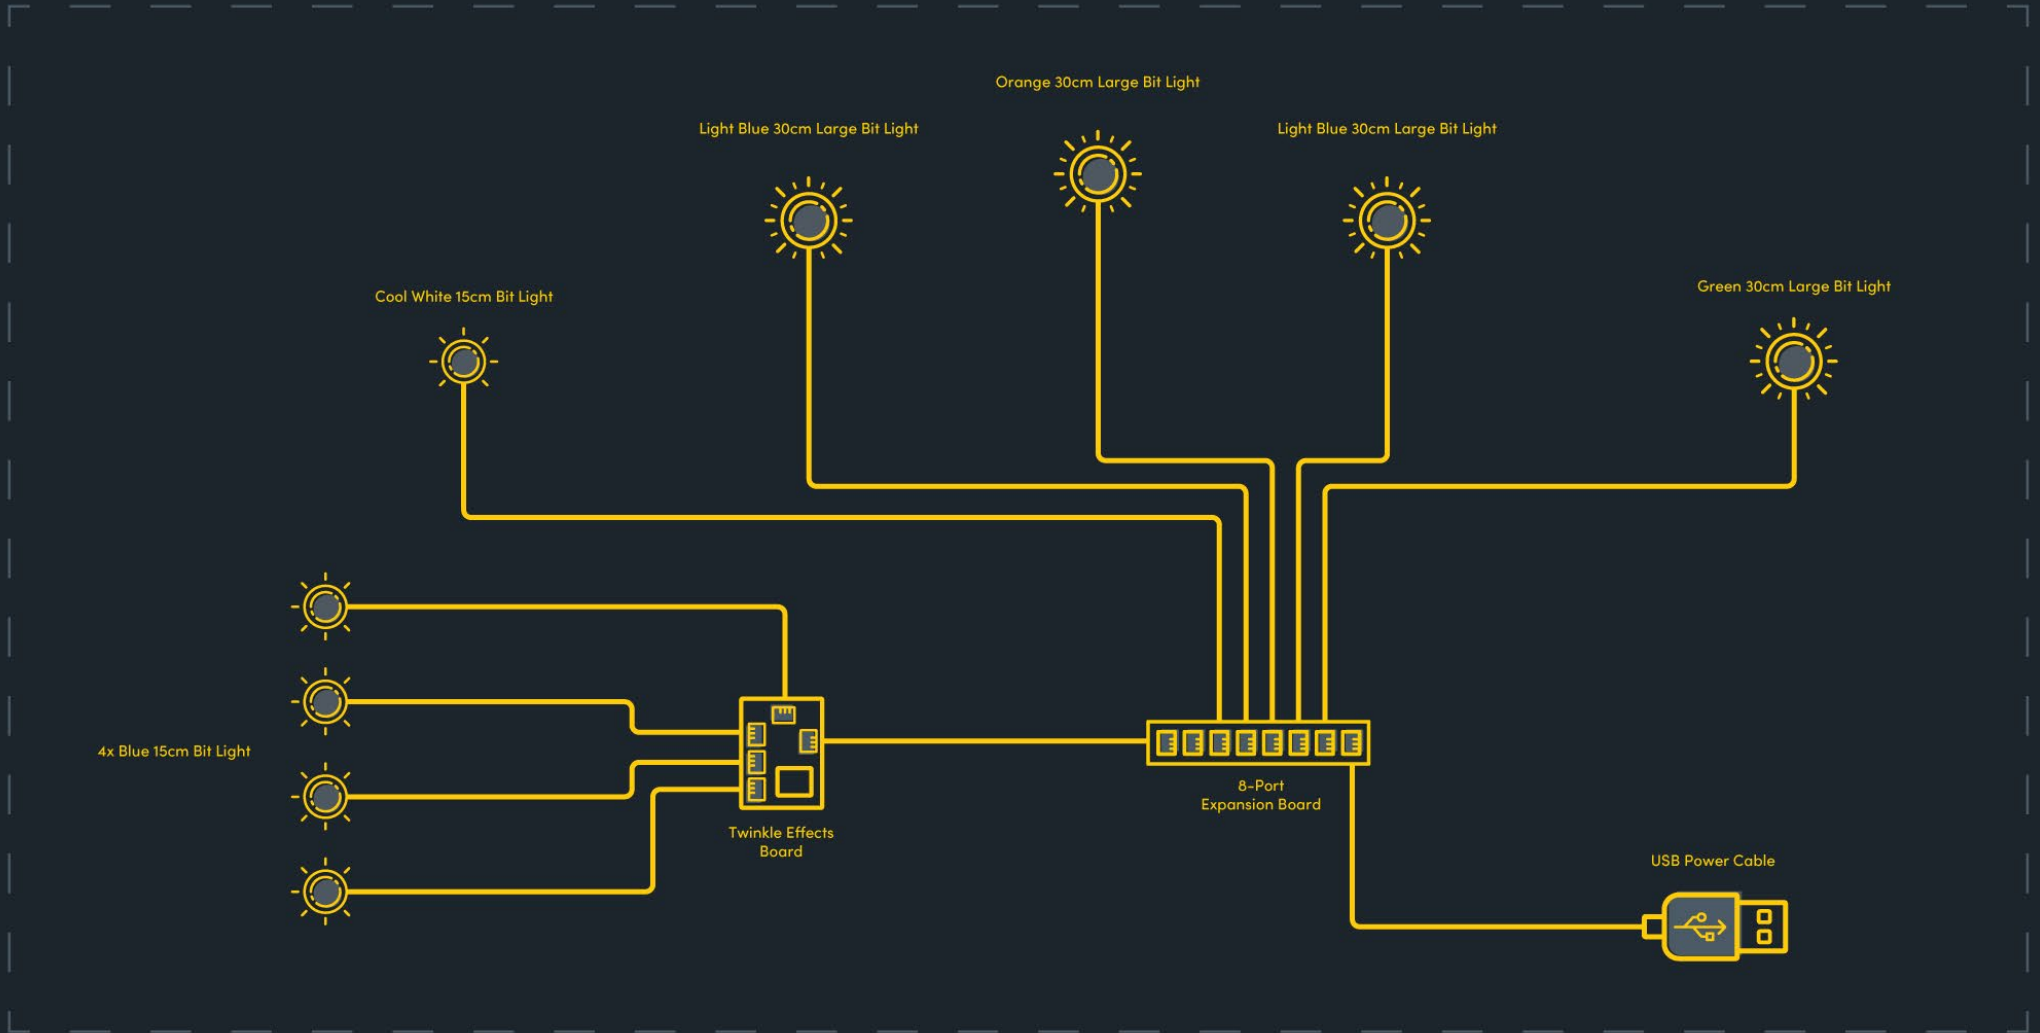 Orange 30cm Large Bit Light
Light Blue 30cm Large Bit Light
Light Blue 30cm Large Bit Light
Green 30cm Large Bit Light
Cool White 15cm Bit Light
4x Blue 15cm Bit Light
8-Port
Expansion Board
Twinkle Effects
Board
USB Power Cable